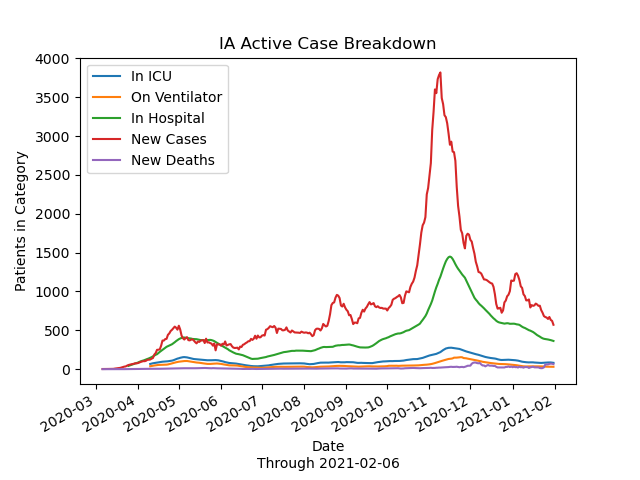 IA Active Case Breakdown
Patients in Category
4000
3500
3000
2500
2000
1500
1000
500
0
In ICU
On Ventilator
In Hospital
New Cases
New Deaths
2020-03
2020-04
2020-05
2020-06
2020-07
2020-08
2020-09
2020-10
2020-11
2020-12
2021-01
2021-02
Date
Through 2021-02-06